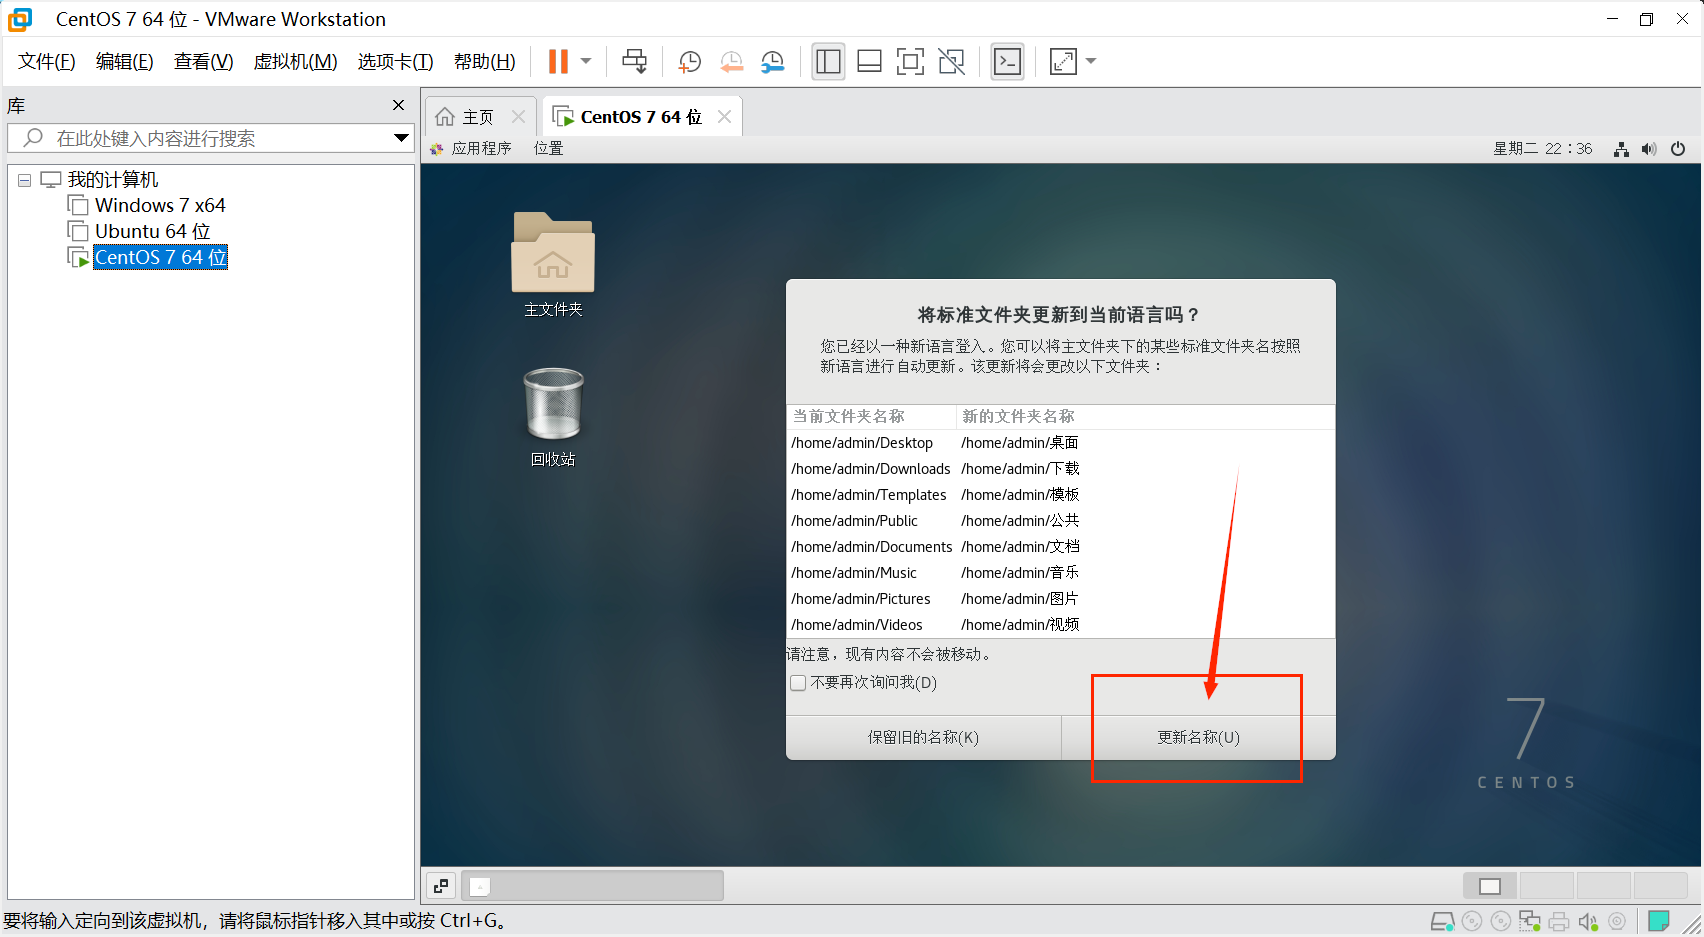 CentOS 7 64 位 - VMware Workstation
文件(F) 编辑(E) 查看(V) 虚拟机(M) 选项卡(T) 帮助(H)
库
在此处键入内容进行搜索
我的计算机
Windows 7 x64
Ubuntu 64 位
CentOS 7 64 位
主页 CentOS 7 64 位
应用程序 位置 星期二 22：36
主文件夹
回收站
将标准文件夹更新到当前语言吗？
您已经以一种新语言登入。您可以将主文件夹下的某些标准文件夹名按照
新语言进行自动更新。该更新将会更改以下文件夹：
当前文件夹名称 新的文件夹名称
/home/admin/Desktop /home/admin/桌面
/home/admin/Downloads /home/admin/下载
/home/admin/Templates /home/admin/模板
/home/admin/Public /home/admin/公共
/home/admin/Documents /home/admin/文档
/home/admin/Music /home/admin/音乐
/home/admin/Pictures /home/admin/图片
/home/admin/Videos /home/admin/视频
请注意，现有内容不会被移动。
不要再次询问我(D)
保留旧的名称(K) 更新名称(U)
7
CENTOS
要将输入定向到该虚拟机，请将鼠标指针移入其中或按 Ctrl+G。